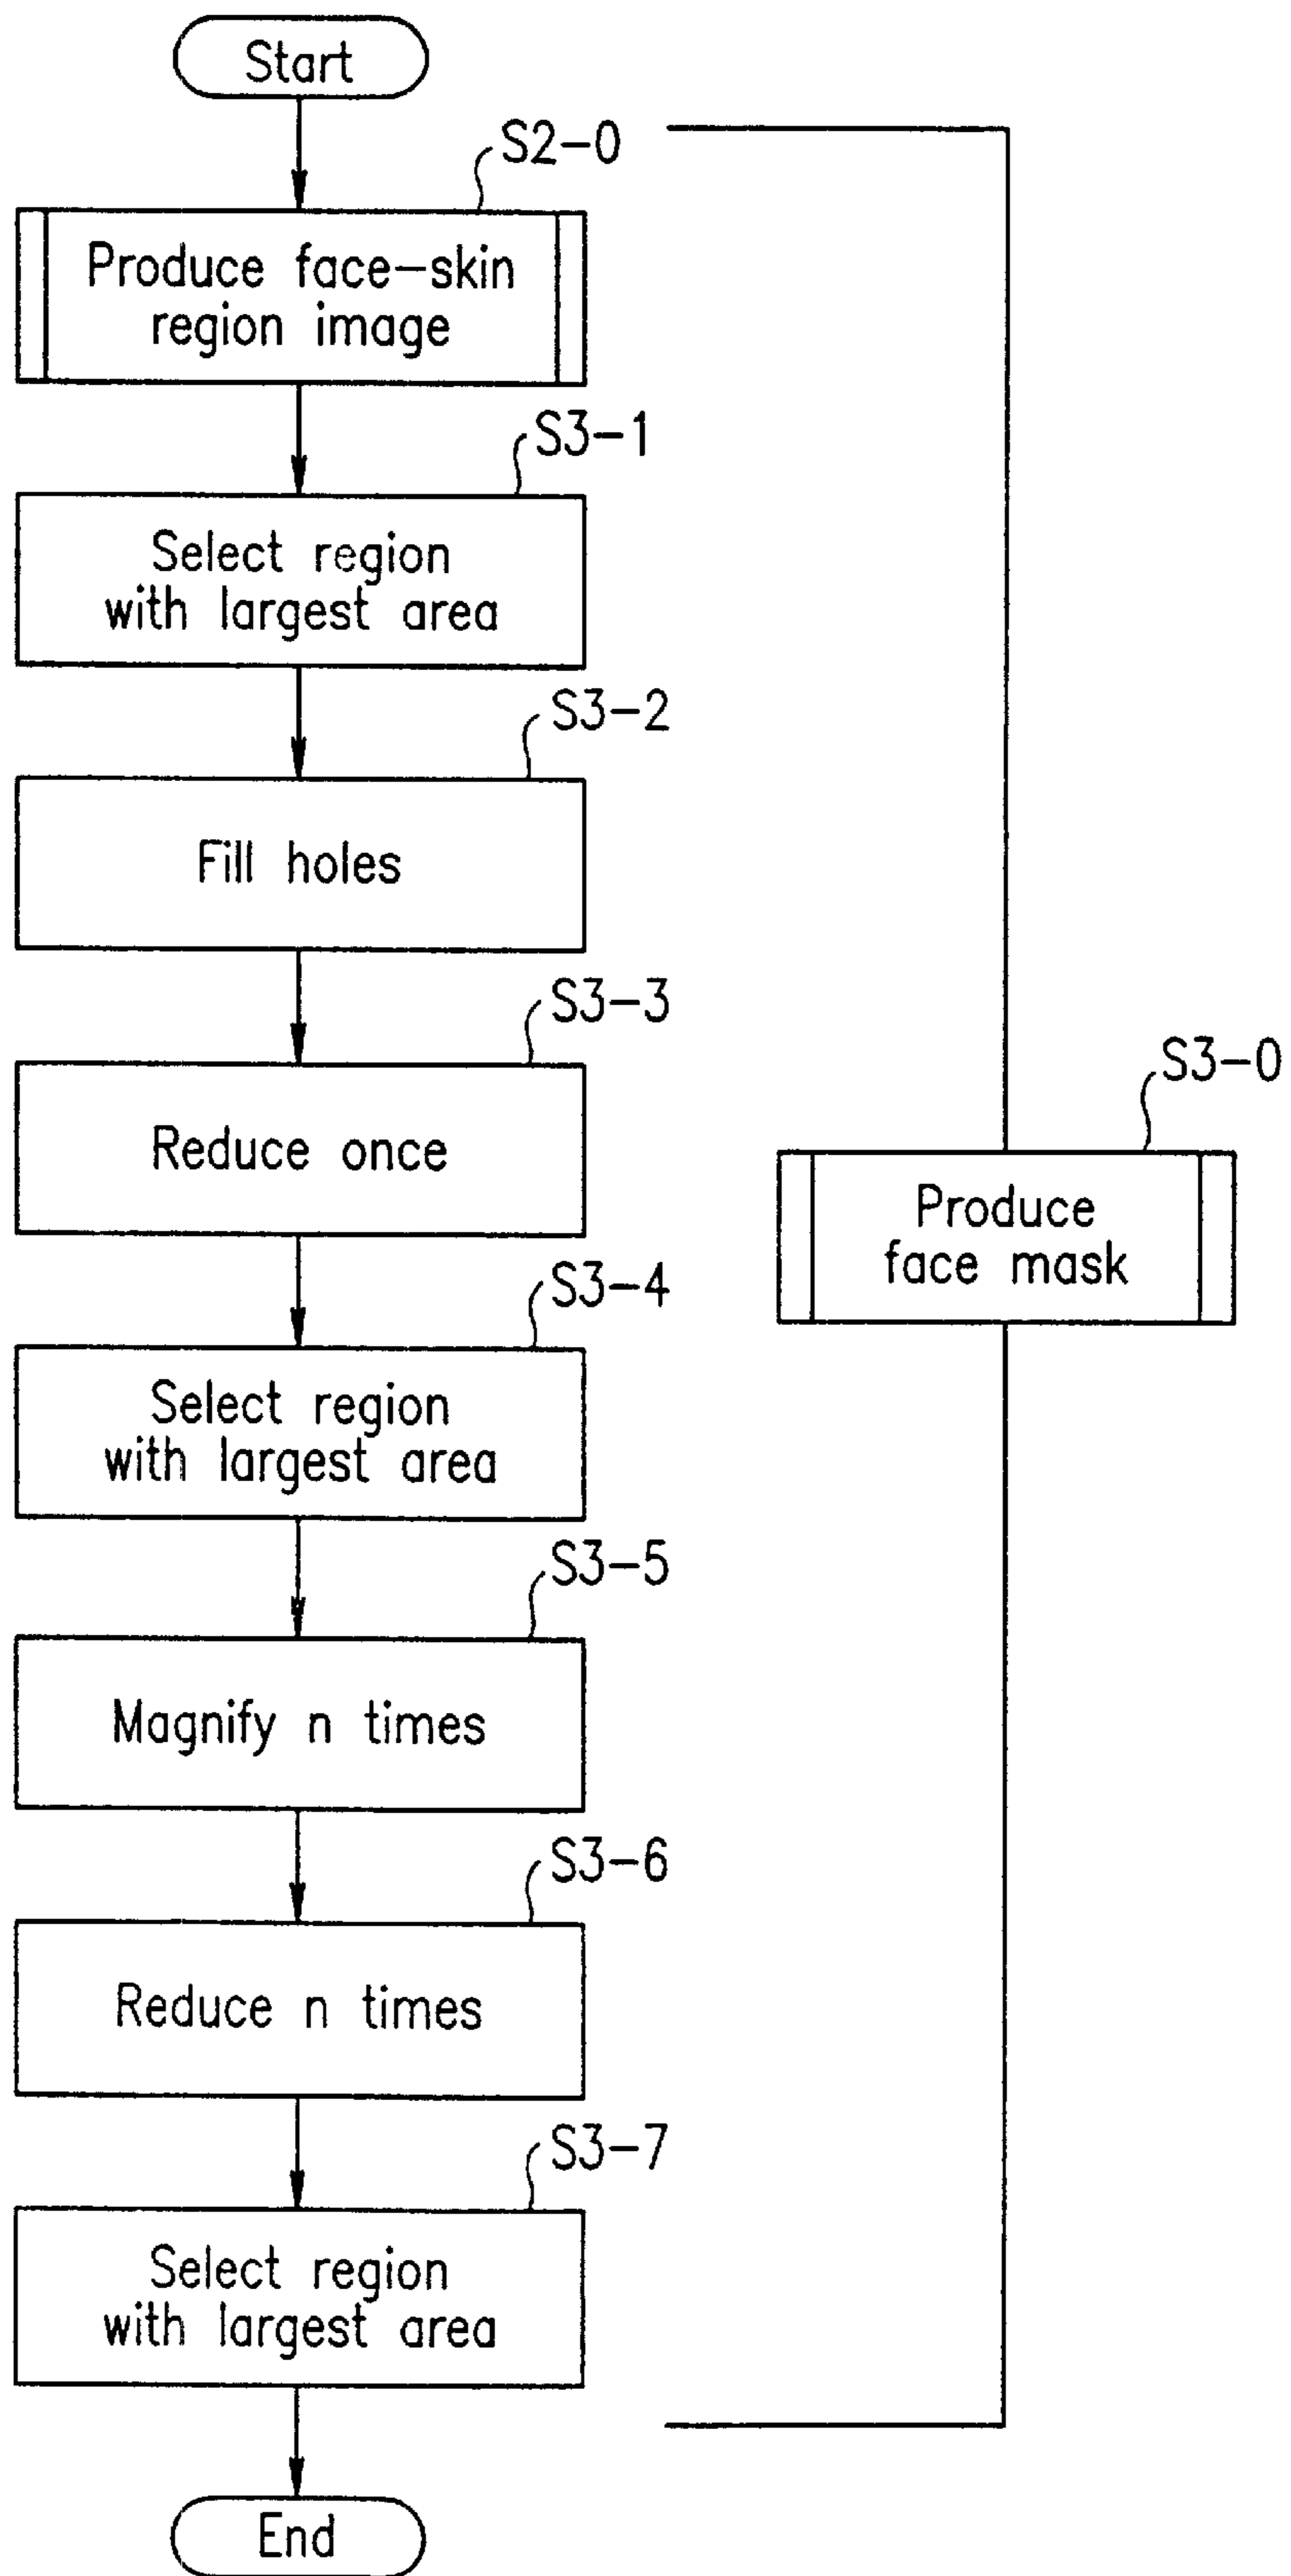 Start
S2-0
Produce face-skin
region image
S3-1
Select region
with largest area
S3-2
Fill holes
S3-3
Reduce once
S3-0
Produce
face mask
S3-4
Select region
with largest area
S3-5
Magnify n times
S3-6
Reduce n times
S3-7
Select region
with largest area
End